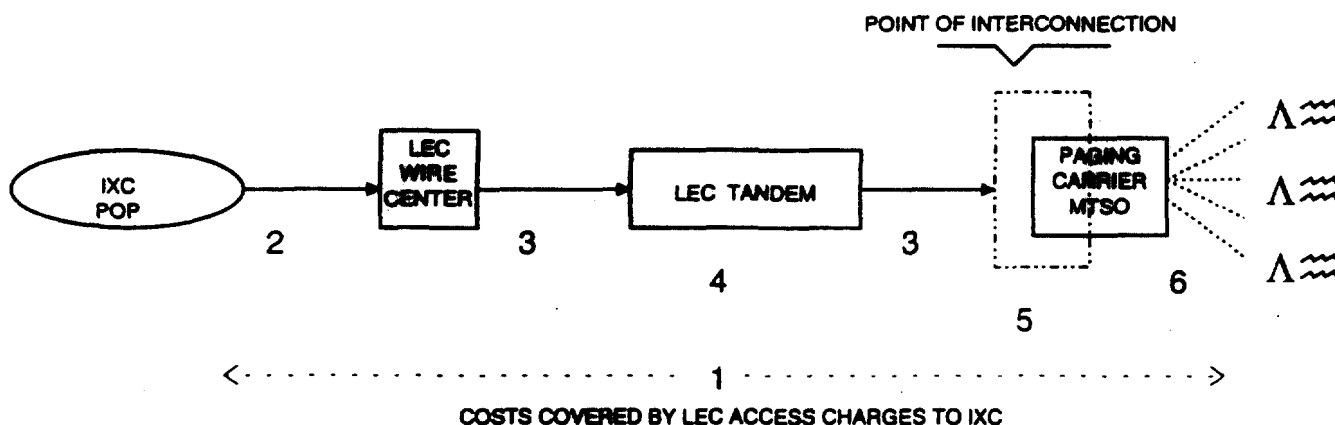 POINT OF INTERCONNECTION
IXC
POP
LEC
WIRE
CENTER
LEC TANDEM
PAGING
CARRIER
MTSO
2
3
4
3
5
6
1
COSTS COVERED BY LEC ACCESS CHARGES TO IXC